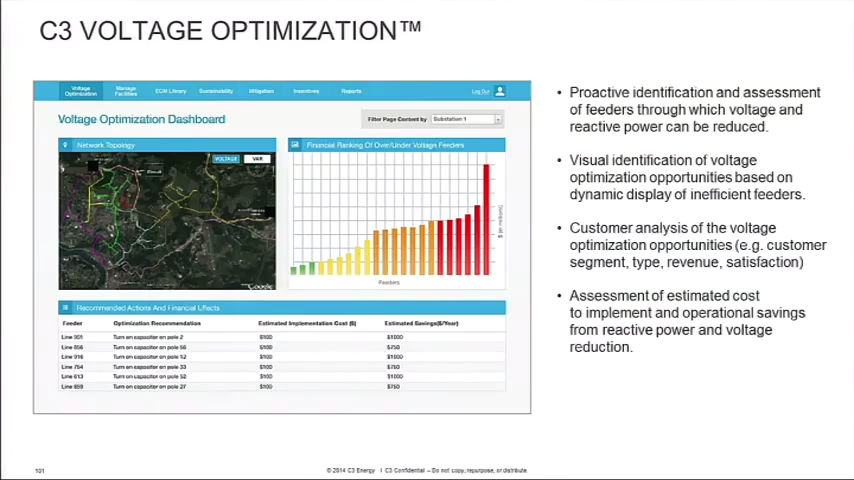 C3 VOLTAGE OPTIMIZATION™
Voltage
Optimization
Manage
Facilities
ECM Library
Sustainability
Mitigation
Incentives
Reports
Log Out
Voltage Optimization Dashboard
Filter Page Content by
Substation 1
Network Topology
VOLTAGE
VAR
Google
Financial Ranking Of Over/Under Voltage Feeders
Feeders
Recommended Actions And Financial Effects
Feeder Optimization Recommendation Estimated Implementation Cost ($) Estimated Savings($/Year)
Line 901 Turn on capacitor on pole 2 $100 $1000
Line 856 Turn on capacitor on pole 56 $100 $750
Line 916 Turn on capacitor on pole 12 $100 $1000
Line 764 Turn on capacitor on pole 33 $100 $750
Line 613 Turn on capacitor on pole 52 $100 $1000
Line 859 Turn on capacitor on pole 27 $100 $750
• Proactive identification and assessment
of feeders through which voltage and
reactive power can be reduced.
• Visual identification of voltage
optimization opportunities based on
dynamic display of inefficient feeders.
• Customer analysis of the voltage
optimization opportunities (e.g. customer
segment, type, revenue, satisfaction)
• Assessment of estimated cost
to implement and operational savings
from reactive power and voltage
reduction.
101
© 2014 C3 Energy | C3 Confidential – Do not copy, repurpose, or distribute.